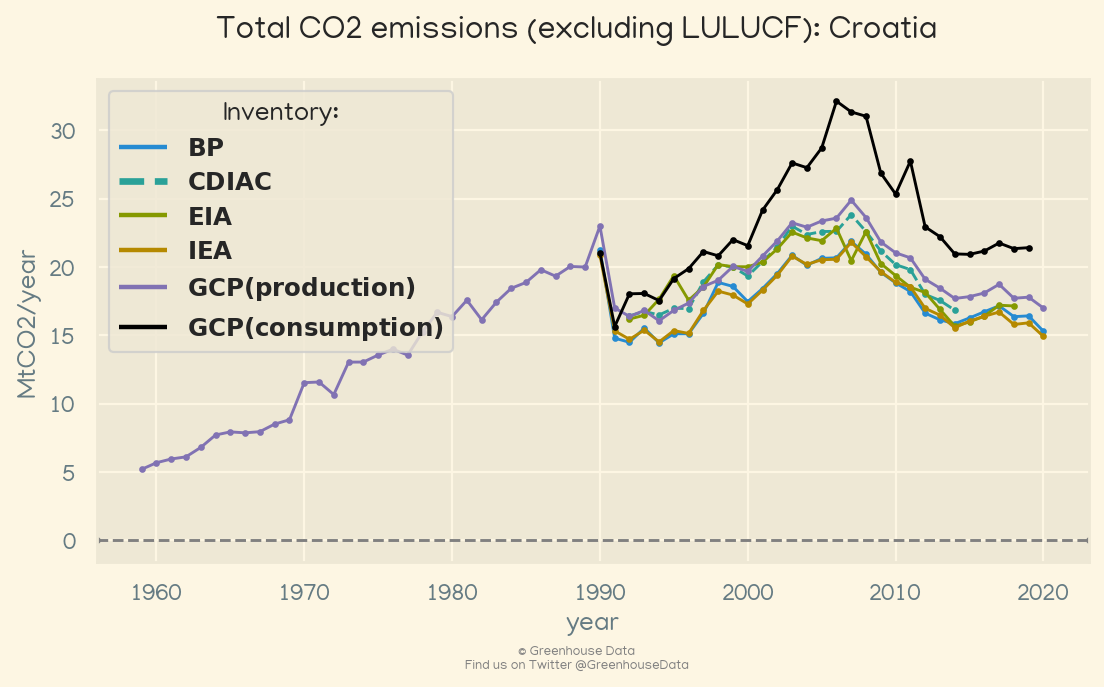 Total CO2 emissions (excluding LULUCF): Croatia
Inventory:
BP
CDIAC
EIA
IEA
GCP(production)
GCP(consumption)
MtCO2/year
30
25
20
15
10
5
0
1960 1970 1980 1990 2000 2010 2020
year
© Greenhouse Data
Find us on Twitter @GreenhouseData